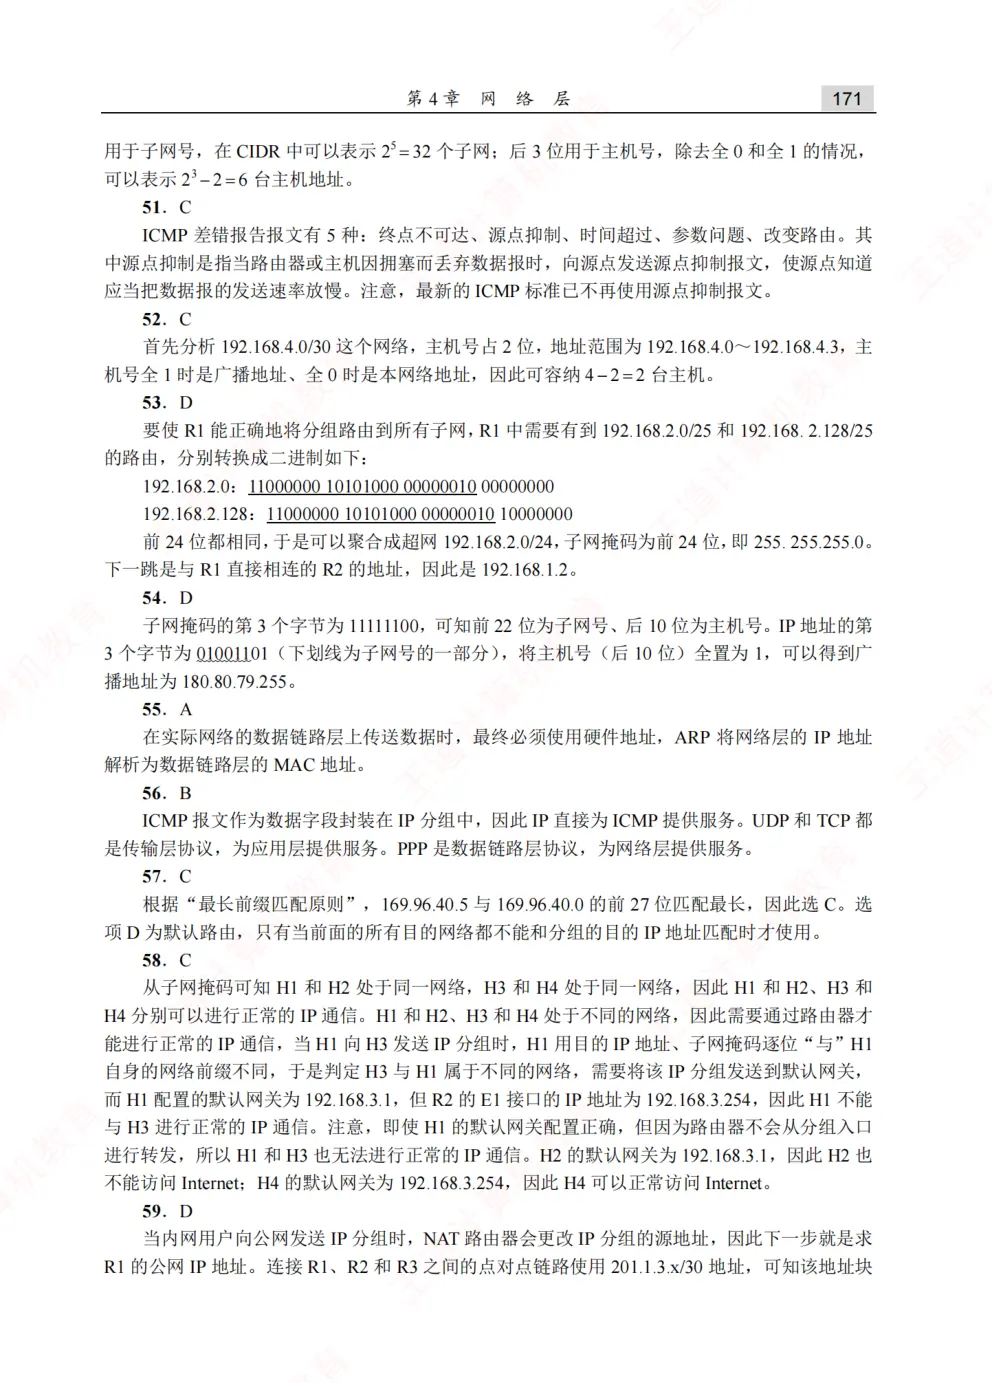 第 4 章　网　络　层　171
用于子网号，在 CIDR 中可以表示 2⁵ = 32 个子网；后 3 位用于主机号，除去全 0 和全 1 的情况，
可以表示 2³ − 2 = 6 台主机地址。
51．C
ICMP 差错报告报文有 5 种：终点不可达、源点抑制、时间超过、参数问题、改变路由。其
中源点抑制是指当路由器或主机因拥塞而丢弃数据报时，向源点发送源点抑制报文，使源点知道
应当把数据报的发送速率放慢。注意，最新的 ICMP 标准已不再使用源点抑制报文。
52．C
首先分析 192.168.4.0/30 这个网络，主机号占 2 位，地址范围为 192.168.4.0～192.168.4.3，主
机号全 1 时是广播地址、全 0 时是本网络地址，因此可容纳 4 − 2 = 2 台主机。
53．D
要使 R1 能正确地将分组路由到所有子网，R1 中需要有到 192.168.2.0/25 和 192.168. 2.128/25
的路由，分别转换成二进制如下：
192.168.2.0：11000000 10101000 00000010 00000000
192.168.2.128：11000000 10101000 00000010 10000000
前 24 位都相同，于是可以聚合成超网 192.168.2.0/24，子网掩码为前 24 位，即 255. 255.255.0。
下一跳是与 R1 直接相连的 R2 的地址，因此是 192.168.1.2。
54．D
子网掩码的第 3 个字节为 11111100，可知前 22 位为子网号、后 10 位为主机号。IP 地址的第
3 个字节为 01001101（下划线为子网号的一部分），将主机号（后 10 位）全置为 1，可以得到广
播地址为 180.80.79.255。
55．A
在实际网络的数据链路层上传送数据时，最终必须使用硬件地址，ARP 将网络层的 IP 地址
解析为数据链路层的 MAC 地址。
56．B
ICMP 报文作为数据字段封装在 IP 分组中，因此 IP 直接为 ICMP 提供服务。UDP 和 TCP 都
是传输层协议，为应用层提供服务。PPP 是数据链路层协议，为网络层提供服务。
57．C
根据“最长前缀匹配原则”，169.96.40.5 与 169.96.40.0 的前 27 位匹配最长，因此选 C。选
项 D 为默认路由，只有当前面的所有目的网络都不能和分组的目的 IP 地址匹配时才使用。
58．C
从子网掩码可知 H1 和 H2 处于同一网络，H3 和 H4 处于同一网络，因此 H1 和 H2、H3 和
H4 分别可以进行正常的 IP 通信。H1 和 H2、H3 和 H4 处于不同的网络，因此需要通过路由器才
能进行正常的 IP 通信，当 H1 向 H3 发送 IP 分组时，H1 用目的 IP 地址、子网掩码逐位“与”H1
自身的网络前缀不同，于是判定 H3 与 H1 属于不同的网络，需要将该 IP 分组发送到默认网关，
而 H1 配置的默认网关为 192.168.3.1，但 R2 的 E1 接口的 IP 地址为 192.168.3.254，因此 H1 不能
与 H3 进行正常的 IP 通信。注意，即使 H1 的默认网关配置正确，但因为路由器不会从分组入口
进行转发，所以 H1 和 H3 也无法进行正常的 IP 通信。H2 的默认网关为 192.168.3.1，因此 H2 也
不能访问 Internet；H4 的默认网关为 192.168.3.254，因此 H4 可以正常访问 Internet。
59．D
当内网用户向公网发送 IP 分组时，NAT 路由器会更改 IP 分组的源地址，因此下一步就是求
R1 的公网 IP 地址。连接 R1、R2 和 R3 之间的点对点链路使用 201.1.3.x/30 地址，可知该地址块